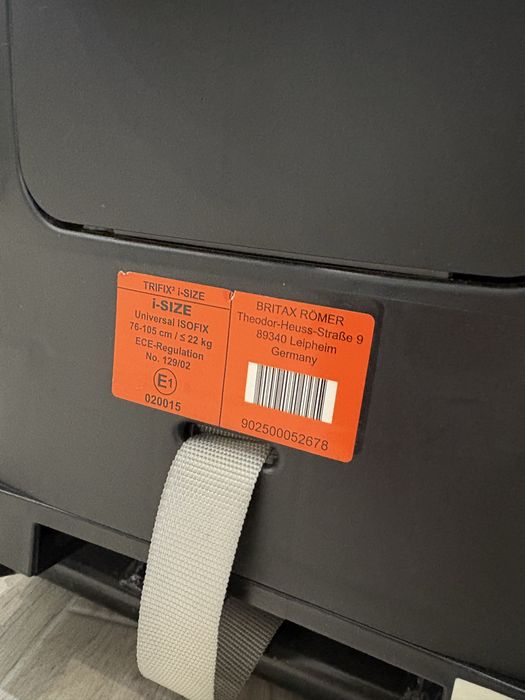 TRIFIX² i-SIZE
i-SIZE
Universal ISOFIX
76-105 cm / ≤ 22 kg
ECE-Regulation
No. 129/02
E1
020015
BRITAX RÖMER
Theodor-Heuss-Straße 9
89340 Leipheim
Germany
902500052678